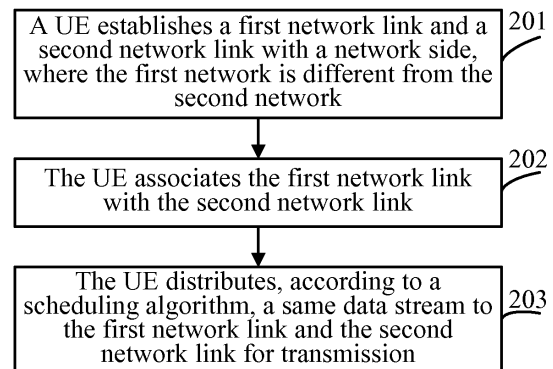 A UE establishes a first network link and a
second network link with a network side,
where the first network is different from the
second network
201
The UE associates the first network link
with the second network link
202
The UE distributes, according to a
scheduling algorithm, a same data stream to
the first network link and the second
network link for transmission
203